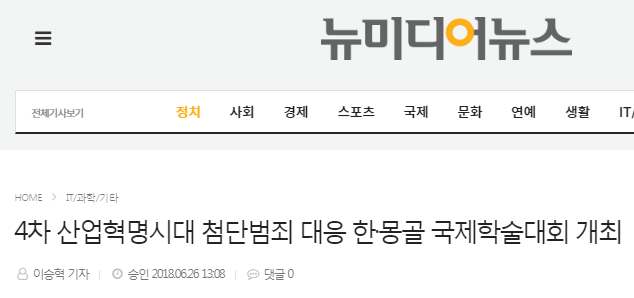 뉴미디어뉴스
전체기사보기 정치 사회 경제 스포츠 국제 문화 연예 생활 IT/
HOME > IT/과학/기타
4차 산업혁명시대 첨단범죄 대응 한·몽골 국제학술대회 개최
이승혁 기자 | 승인 2018.06.26 13:08 | 댓글 0